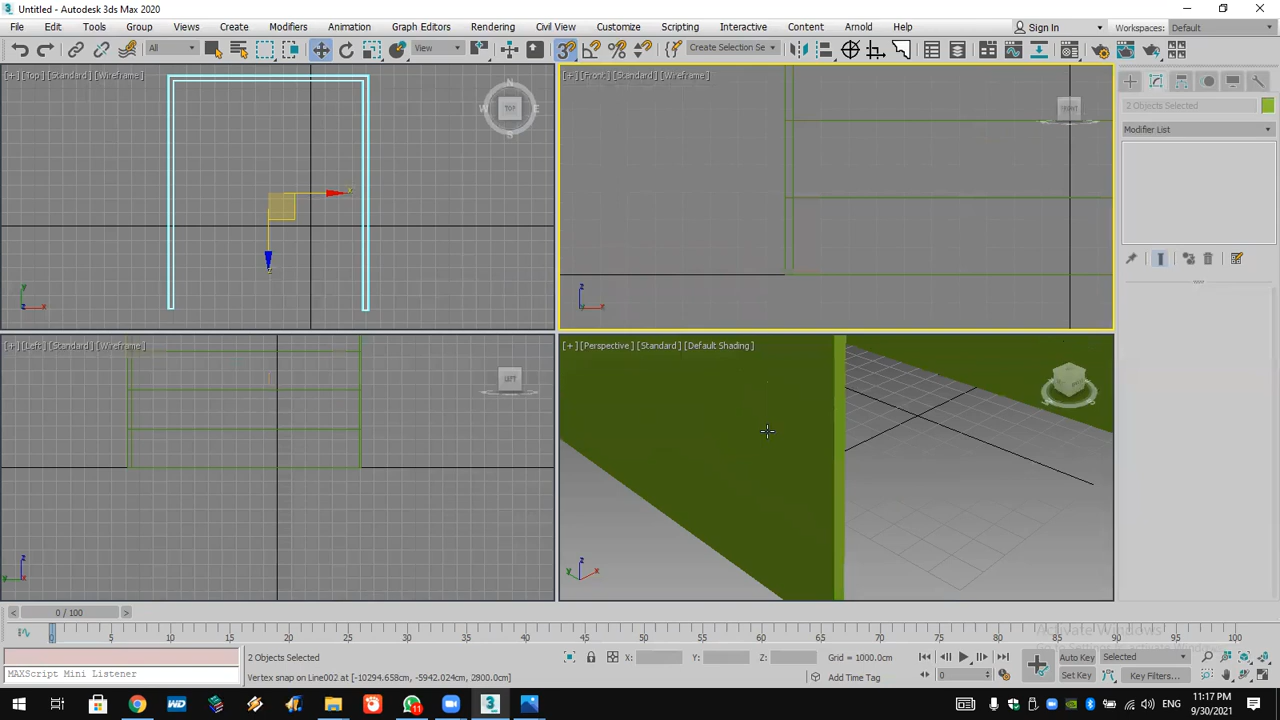 Untitled - Autodesk 3ds Max 2020
File Edit Tools Group Views Create Modifiers Animation Graph Editors Rendering Civil View Customize Scripting Interactive Content Arnold Help Sign In Workspaces: Default
All View Create Selection Se
[+] [Top] [Standard] [Wireframe]
[+] [Front] [Standard] [Wireframe]
N
W TOP E
S
FRONT
2 Objects Selected
Modifier List
[+] [Left] [Standard] [Wireframe]
[+] [Perspective] [Standard] [Default Shading]
LEFT
0 / 100
0 5 10 15 20 25 30 35 40 45 50 55 60 65 70 75 80 85 90 95 100
Activate Windows
2 Objects Selected X: Y: Z: Grid = 1000.0cm Auto Key Selected
MAXScript Mini Listener Vertex snap on Line002 at [-10294.658cm, -5942.024cm, 2800.0cm] Add Time Tag 0 Set Key Key Filters...
11:17 PM
ENG
9/30/2021